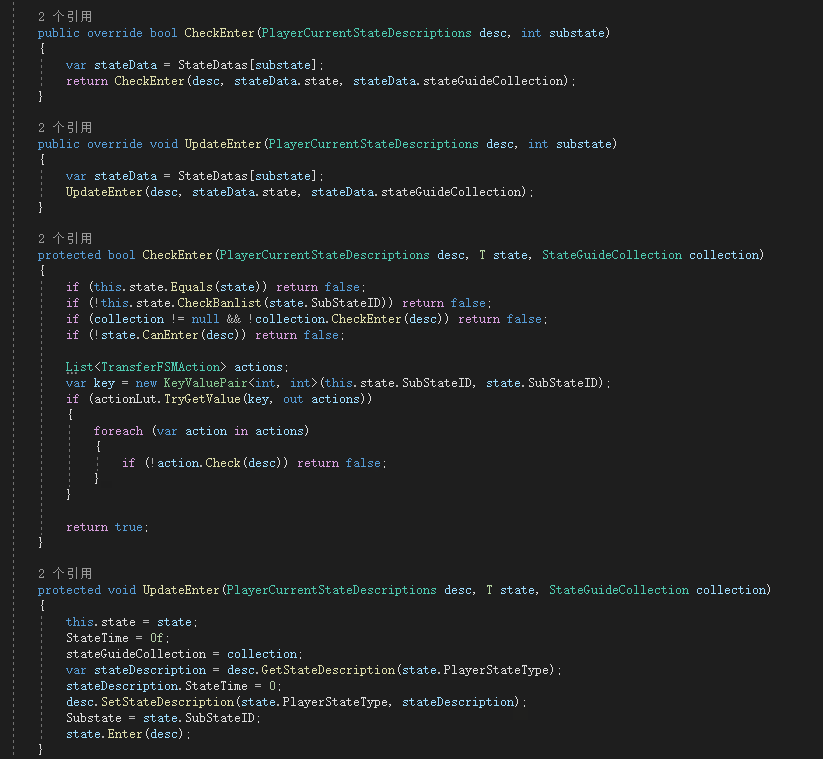 2 个引用
public override bool CheckEnter(PlayerCurrentStateDescriptions desc, int substate)
{
var stateData = StateDatas[substate];
return CheckEnter(desc, stateData.state, stateData.stateGuideCollection);
}
2 个引用
public override void UpdateEnter(PlayerCurrentStateDescriptions desc, int substate)
{
var stateData = StateDatas[substate];
UpdateEnter(desc, stateData.state, stateData.stateGuideCollection);
}
2 个引用
protected bool CheckEnter(PlayerCurrentStateDescriptions desc, T state, StateGuideCollection collection)
{
if (this.state.Equals(state)) return false;
if (!this.state.CheckBanlist(state.SubStateID)) return false;
if (collection != null && !collection.CheckEnter(desc)) return false;
if (!state.CanEnter(desc)) return false;
List<TransferFSMAction> actions;
var key = new KeyValuePair<int, int>(this.state.SubStateID, state.SubStateID);
if (actionLut.TryGetValue(key, out actions))
{
foreach (var action in actions)
{
if (!action.Check(desc)) return false;
}
}
return true;
}
2 个引用
protected void UpdateEnter(PlayerCurrentStateDescriptions desc, T state, StateGuideCollection collection)
{
this.state = state;
StateTime = 0f;
stateGuideCollection = collection;
var stateDescription = desc.GetStateDescription(state.PlayerStateType);
stateDescription.StateTime = 0;
desc.SetStateDescription(state.PlayerStateType, stateDescription);
Substate = state.SubStateID;
state.Enter(desc);
}